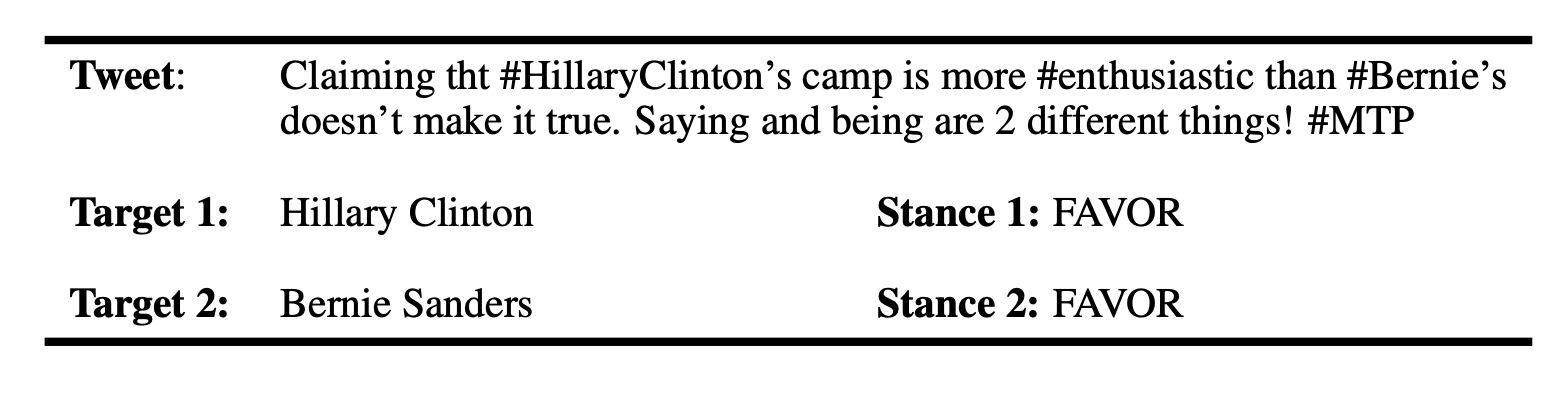 Tweet: Claiming tht #HillaryClinton's camp is more #enthusiastic than #Bernie's
doesn't make it true. Saying and being are 2 different things! #MTP
Target 1: Hillary Clinton Stance 1: FAVOR
Target 2: Bernie Sanders Stance 2: FAVOR